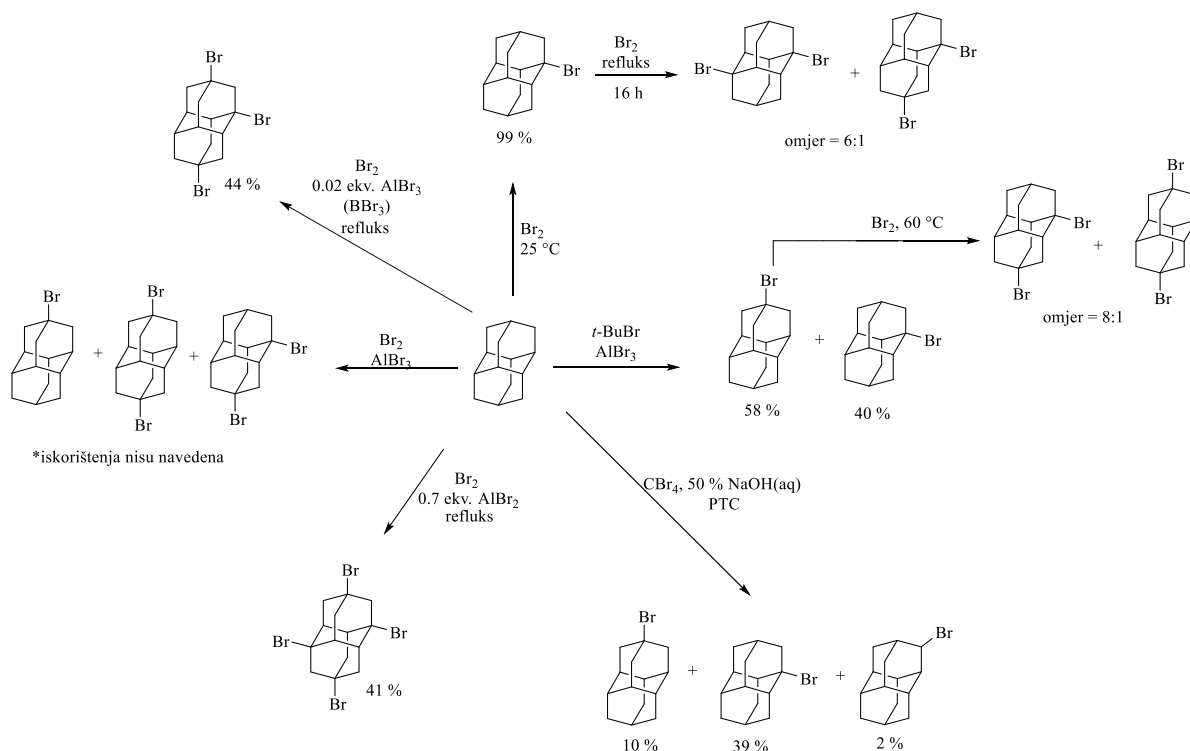 Br
Br
Br
44 %
Br2
0.02 ekv. AlBr3
(BBr3)
refluks
Br
99 %
Br2
refluks
16 h
Br
Br
+
Br
Br
omjer = 6:1
Br2
25 °C
Br2, 60 °C
Br
Br
+
Br
Br
omjer = 8:1
Br
+
Br
Br
+
Br
Br
*iskorištenja nisu navedena
Br2
AlBr3
t-BuBr
AlBr3
Br
58 %
+
Br
40 %
Br2
0.7 ekv. AlBr2
refluks
CBr4, 50 % NaOH(aq)
PTC
Br
Br
Br
Br
41 %
Br
10 %
+
Br
39 %
+
Br
2 %